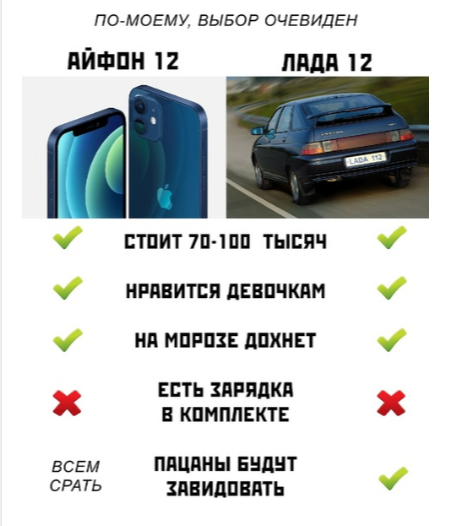 ПО-МОЕМУ, ВЫБОР ОЧЕВИДЕН
АЙФОН 12
ЛАДА 12
LADA 112
СТОИТ 70-100 ТЫСЯЧ
НРАВИТСЯ ДЕВОЧКАМ
НА МОРОЗЕ ДОХНЕТ
ЕСТЬ ЗАРЯДКА
В КОМПЛЕКТЕ
ВСЕМ
СРАТЬ
ПАЦАНЫ БУДУТ
ЗАВИДОВАТЬ